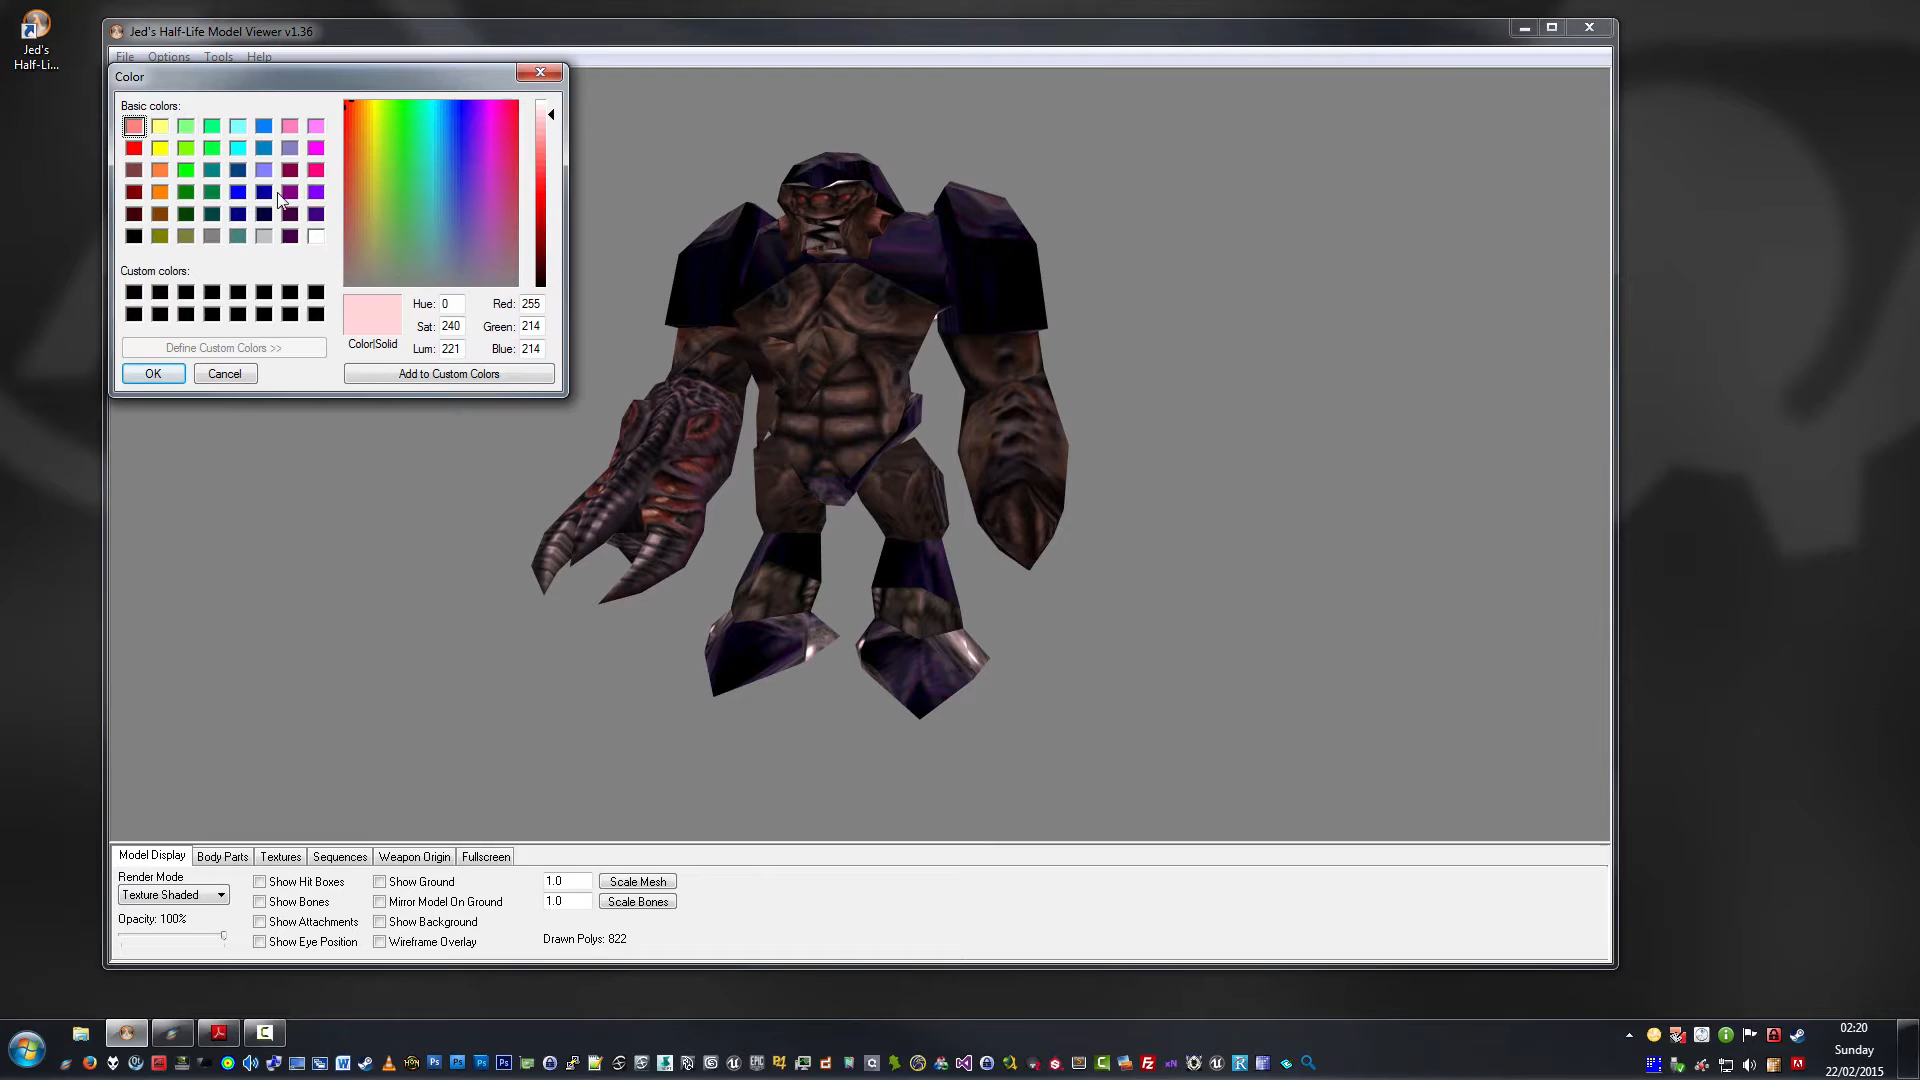 Jed's
Half-Li...
Jed's Half-Life Model Viewer v1.36
File Options Tools Help
Color
Basic colors:
Custom colors:
Define Custom Colors >>
OK Cancel
Color|Solid
Hue: 0 Red: 255
Sat: 240 Green: 214
Lum: 221 Blue: 214
Add to Custom Colors
Model Display Body Parts Textures Sequences Weapon Origin Fullscreen
Render Mode
Texture Shaded
Opacity: 100%
Show Hit Boxes
Show Bones
Show Attachments
Show Eye Position
Show Ground
Mirror Model On Ground
Show Background
Wireframe Overlay
1.0 Scale Mesh
1.0 Scale Bones
Drawn Polys: 822
02:20
Sunday
22/02/2015